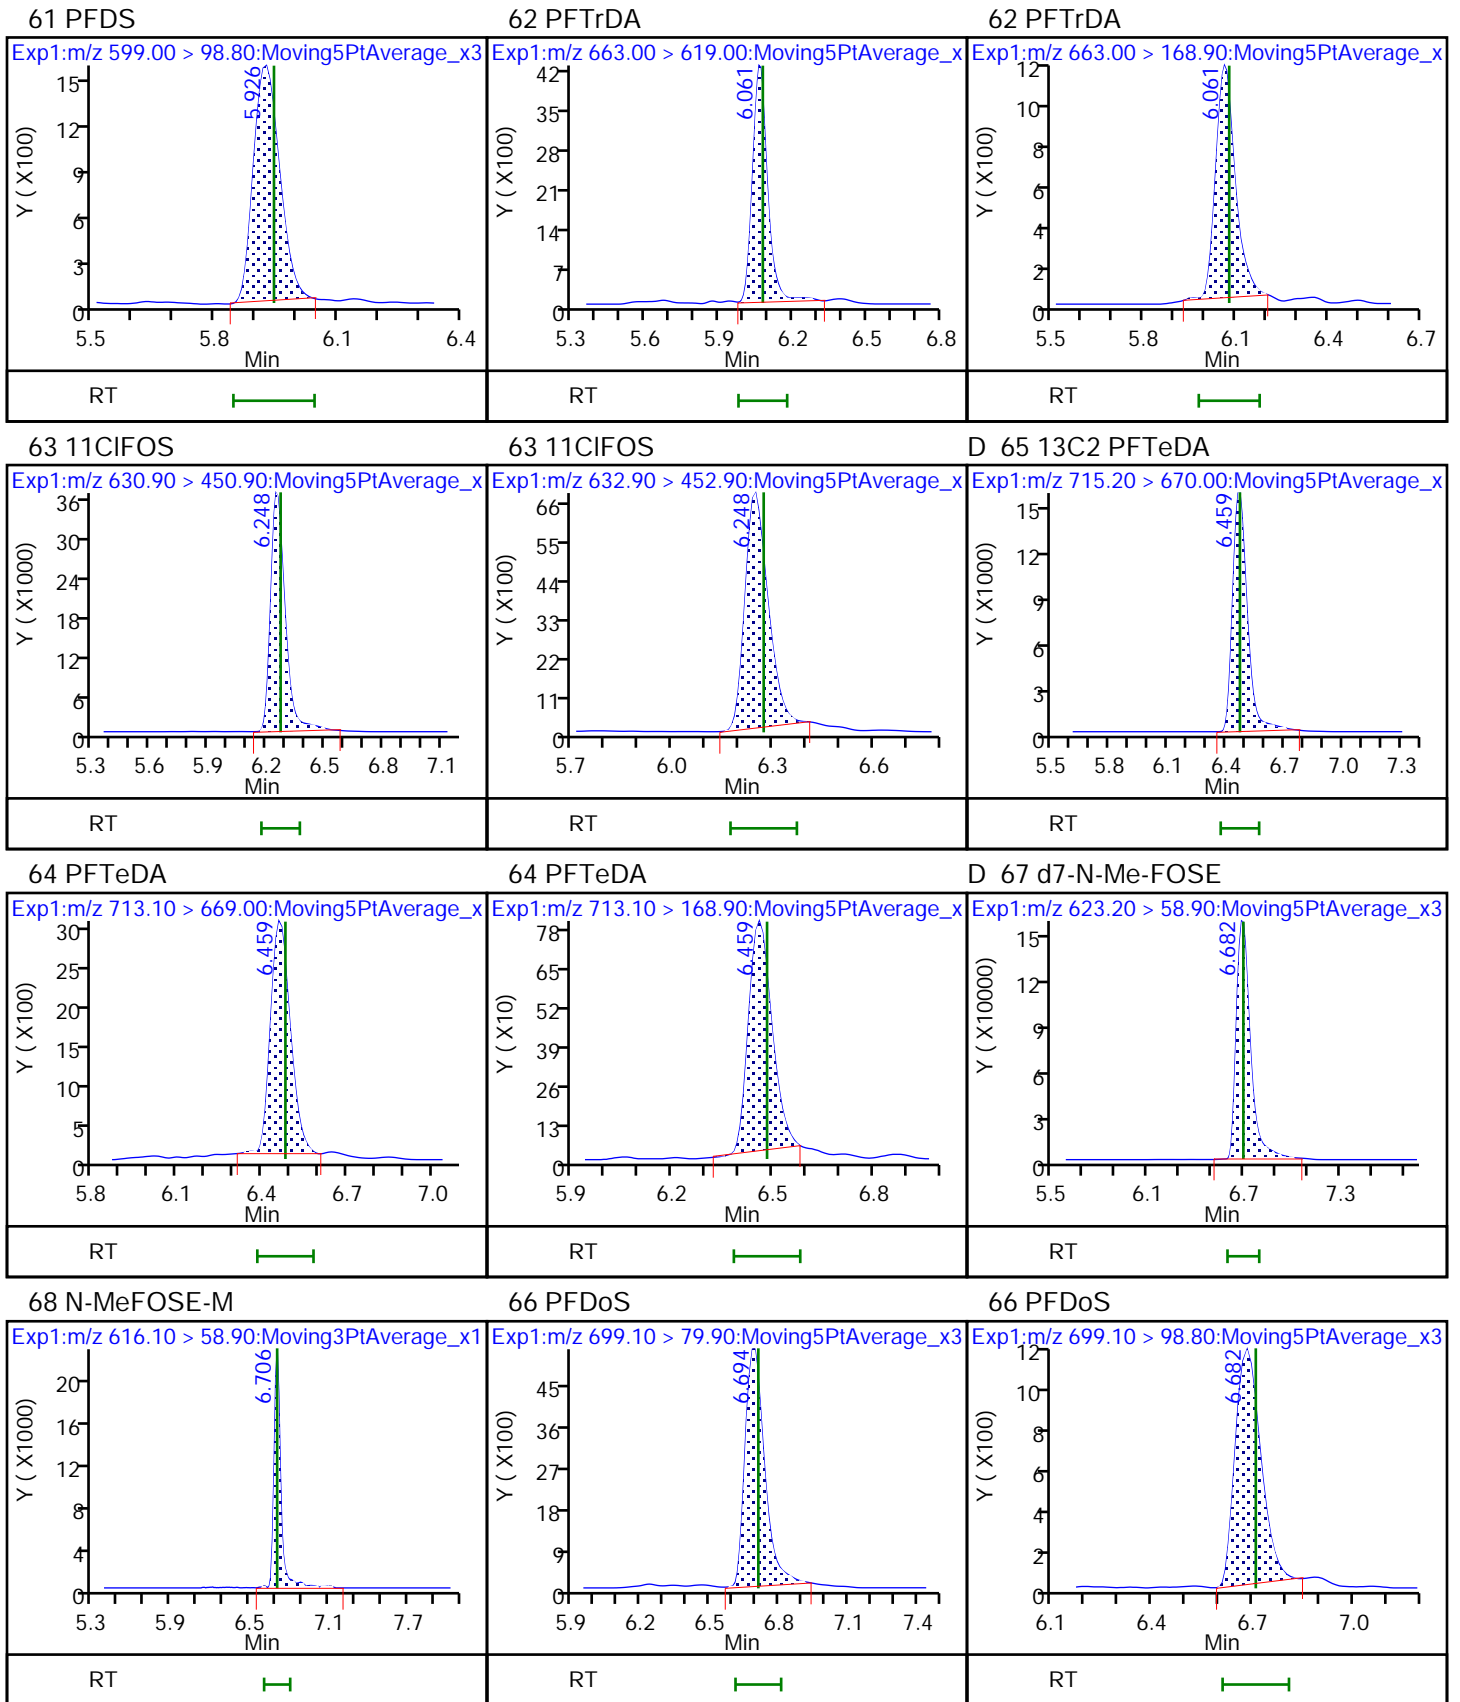 61 PFDS
Exp1:m/z 599.00 > 98.80:Moving5PtAverage_x3
5.926
Y ( X100)
15
12
9
6
3
0
5.5 5.8 6.1 6.4
Min
RT
62 PFTrDA
Exp1:m/z 663.00 > 619.00:Moving5PtAverage_x
6.061
Y ( X100)
42
35
28
21
14
7
0
5.3 5.6 5.9 6.2 6.5 6.8
Min
RT
62 PFTrDA
Exp1:m/z 663.00 > 168.90:Moving5PtAverage_x
6.061
Y ( X100)
12
10
8
6
4
2
0
5.5 5.8 6.1 6.4 6.7
Min
RT
63 11ClFOS
Exp1:m/z 630.90 > 450.90:Moving5PtAverage_x
6.248
Y ( X1000)
36
30
24
18
12
6
0
5.3 5.6 5.9 6.2 6.5 6.8 7.1
Min
RT
63 11ClFOS
Exp1:m/z 632.90 > 452.90:Moving5PtAverage_x
6.248
Y ( X100)
66
55
44
33
22
11
0
5.7 6.0 6.3 6.6
Min
RT
D 65 13C2 PFTeDA
Exp1:m/z 715.20 > 670.00:Moving5PtAverage_x
6.459
Y ( X1000)
15
12
9
6
3
0
5.5 5.8 6.1 6.4 6.7 7.0 7.3
Min
RT
64 PFTeDA
Exp1:m/z 713.10 > 669.00:Moving5PtAverage_x
6.459
Y ( X100)
30
25
20
15
10
5
0
5.8 6.1 6.4 6.7 7.0
Min
RT
64 PFTeDA
Exp1:m/z 713.10 > 168.90:Moving5PtAverage_x
6.459
Y ( X10)
78
65
52
39
26
13
0
5.9 6.2 6.5 6.8
Min
RT
D 67 d7-N-Me-FOSE
Exp1:m/z 623.20 > 58.90:Moving5PtAverage_x3
6.682
Y ( X10000)
15
12
9
6
3
0
5.5 6.1 6.7 7.3
Min
RT
68 N-MeFOSE-M
Exp1:m/z 616.10 > 58.90:Moving3PtAverage_x1
6.706
Y ( X1000)
20
16
12
8
4
0
5.3 5.9 6.5 7.1 7.7
Min
RT
66 PFDoS
Exp1:m/z 699.10 > 79.90:Moving5PtAverage_x3
6.694
Y ( X100)
45
36
27
18
9
0
5.9 6.2 6.5 6.8 7.1 7.4
Min
RT
66 PFDoS
Exp1:m/z 699.10 > 98.80:Moving5PtAverage_x3
6.682
Y ( X100)
12
10
8
6
4
2
0
6.1 6.4 6.7 7.0
Min
RT